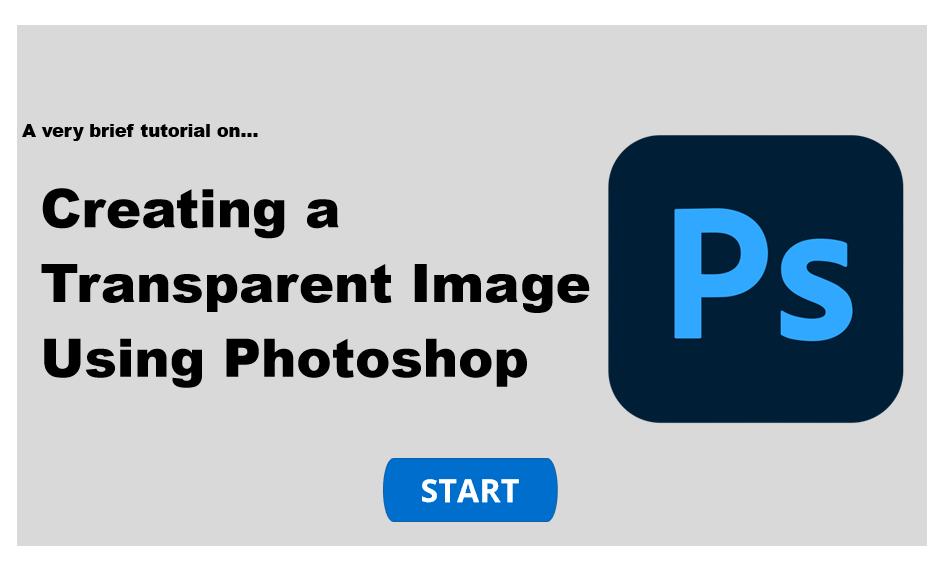 A very brief tutorial on...
Creating a
Transparent Image
Using Photoshop
Ps
START